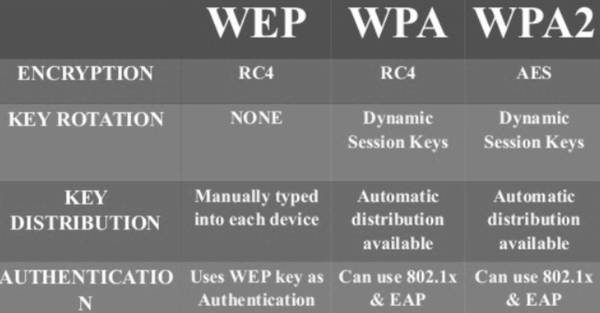 WEP WPA WPA2
ENCRYPTION RC4 RC4 AES
KEY ROTATION NONE Dynamic Dynamic
Session Keys Session Keys
KEY Manually typed Automatic Automatic
DISTRIBUTION into each device distribution distribution
available available
AUTHENTICATIO Uses WEP key as Can use 802.1x Can use 802.1x
N Authentication & EAP & EAP